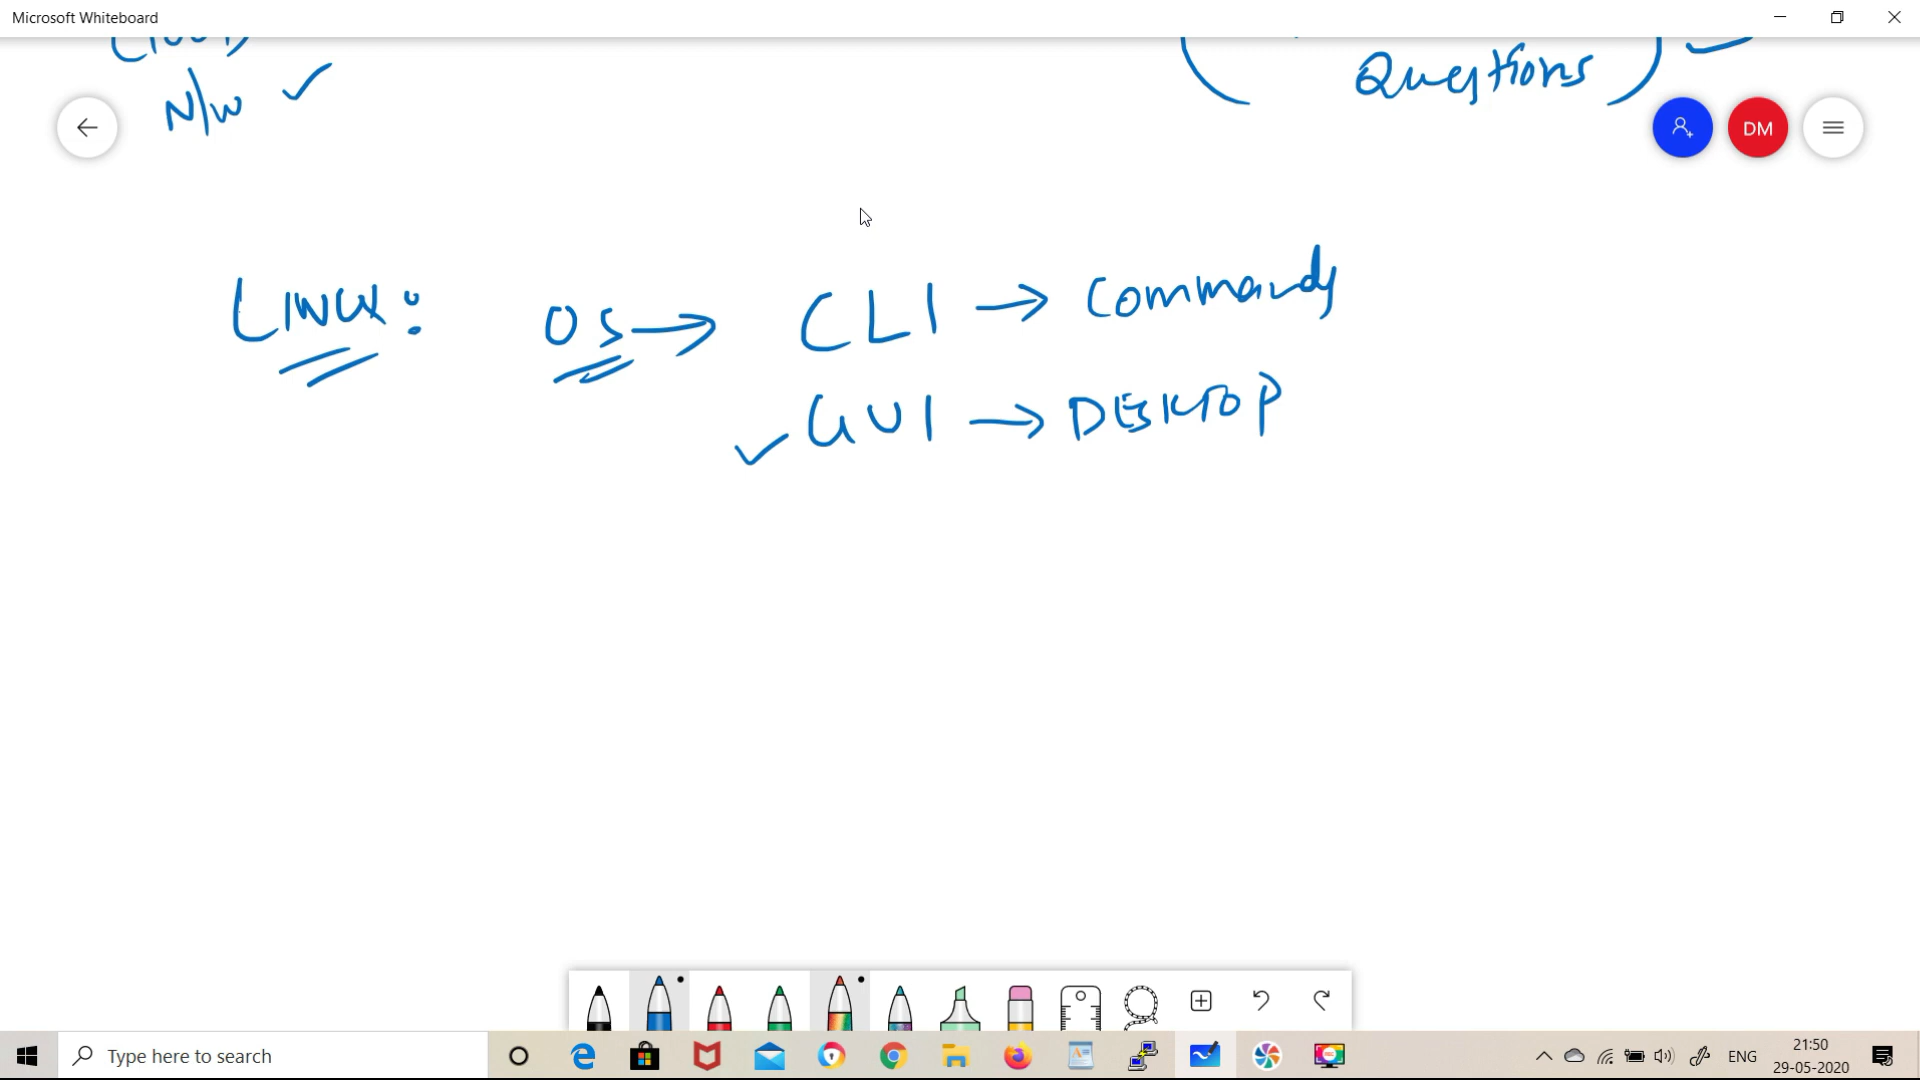 Microsoft Whiteboard
N/W ✓
Questions
DM
LINUX: OS → CLI → Commands
✓ GUI → DESKTOP
Type here to search
ENG
21:50
29-05-2020